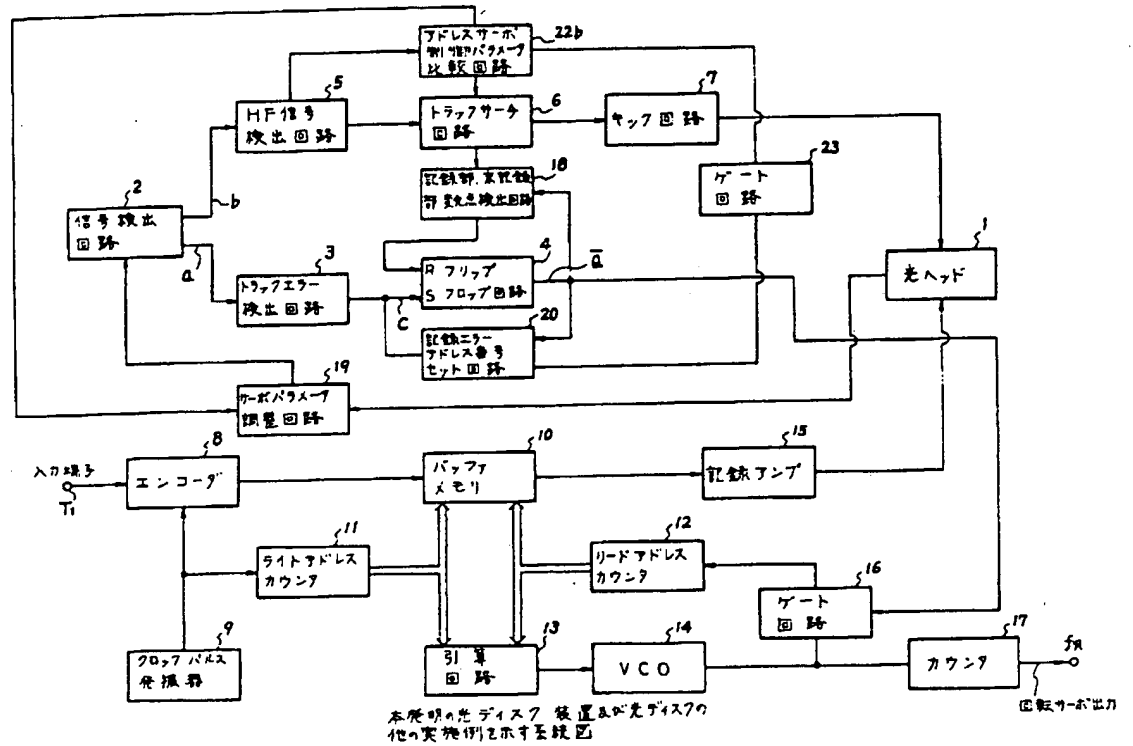 アドレスサーボ
制御パラメータ
比較回路
22b
5
HF信号
検出回路
トラックサーチ
回路
6
7
キック回路
記録部、未記録
部変化点検出回路
18
23
ゲート
回路
2
信号検出
回路
b
a
3
トラックエラー
検出回路
4
R フリップ
S フロップ回路
Q
C
1
光ヘッド
20
記録エラー
アドレス番号
セット回路
19
サーボパラメータ
調整回路
入力端子
T1
8
エンコーダ
10
バッファ
メモリ
15
記録アンプ
11
ライトアドレス
カウンタ
12
リードアドレス
カウンタ
16
ゲート
回路
9
クロックパルス
発振器
13
引算
回路
14
VCO
17
カウンタ
fR
回転サーボ出力
本発明の光ディスク装置及び光ディスクの
他の実施例を示す系統図